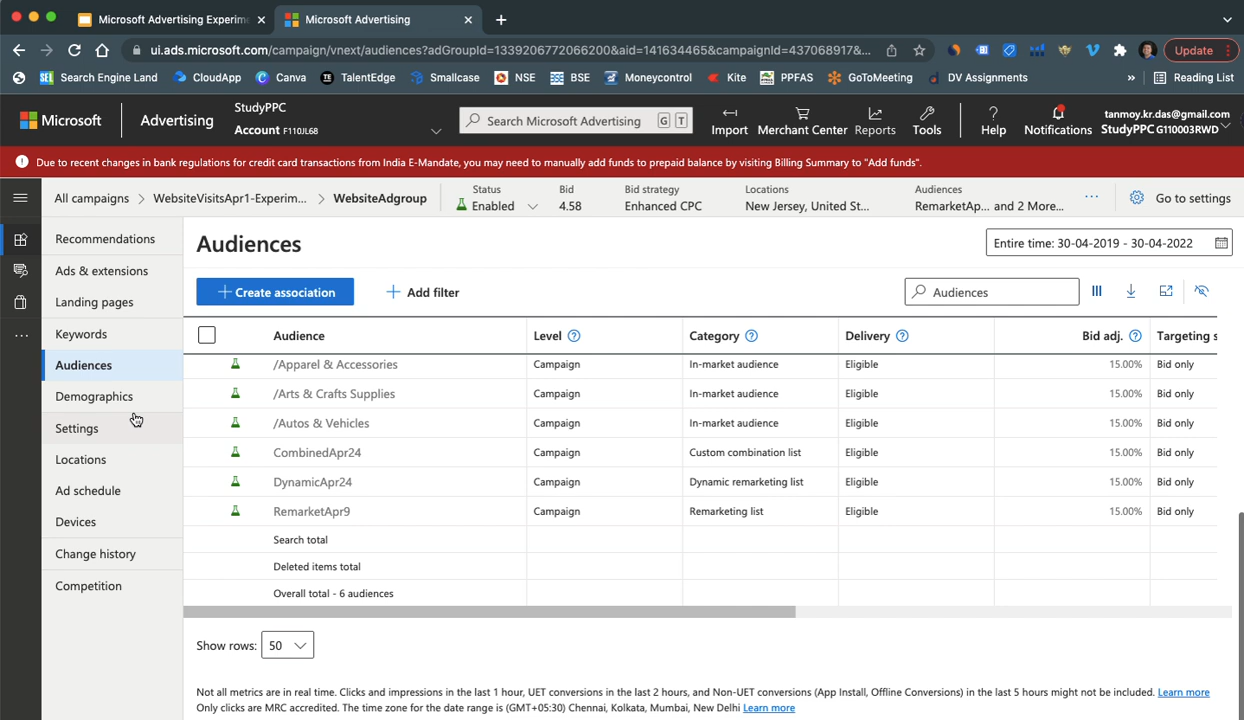 Microsoft Advertising Experim
Microsoft Advertising
ui.ads.microsoft.com/campaign/vnext/audiences?adGroupId=1339206772066200&aid=141634465&campaignId=437068917&...
Update
SEL Search Engine Land
CloudApp
Canva
TE TalentEdge
Smallcase
NSE
BSE
Moneycontrol
Kite
PPFAS
GoToMeeting
DV Assignments
»
Reading List
Microsoft
Advertising
StudyPPC
Account F110JL68
Search Microsoft Advertising G T
Import
Merchant Center
Reports
Tools
Help
Notifications
tanmoy.kr.das@gmail.com
StudyPPC G110003RWD
Due to recent changes in bank regulations for credit card transactions from India E-Mandate, you may need to manually add funds to prepaid balance by visiting Billing Summary to "Add funds".
All campaigns > WebsiteVisitsApr1-Experim... > WebsiteAdgroup
Status
Enabled
Bid
4.58
Bid strategy
Enhanced CPC
Locations
New Jersey, United St...
Audiences
RemarketAp... and 2 More...
...
Go to settings
Recommendations
Ads & extensions
Landing pages
Keywords
Audiences
Demographics
Settings
Locations
Ad schedule
Devices
Change history
Competition
Audiences
Entire time: 30-04-2019 - 30-04-2022
+ Create association
+ Add filter
Audiences
Audience Level ? Category ? Delivery ? Bid adj. ? Targeting s
/Apparel & Accessories Campaign In-market audience Eligible 15.00% Bid only
/Arts & Crafts Supplies Campaign In-market audience Eligible 15.00% Bid only
/Autos & Vehicles Campaign In-market audience Eligible 15.00% Bid only
CombinedApr24 Campaign Custom combination list Eligible 15.00% Bid only
DynamicApr24 Campaign Dynamic remarketing list Eligible 15.00% Bid only
RemarketApr9 Campaign Remarketing list Eligible 15.00% Bid only
Search total
Deleted items total
Overall total - 6 audiences
Show rows: 50
Not all metrics are in real time. Clicks and impressions in the last 1 hour, UET conversions in the last 2 hours, and Non-UET conversions (App Install, Offline Conversions) in the last 5 hours might not be included. Learn more
Only clicks are MRC accredited. The time zone for the date range is (GMT+05:30) Chennai, Kolkata, Mumbai, New Delhi Learn more